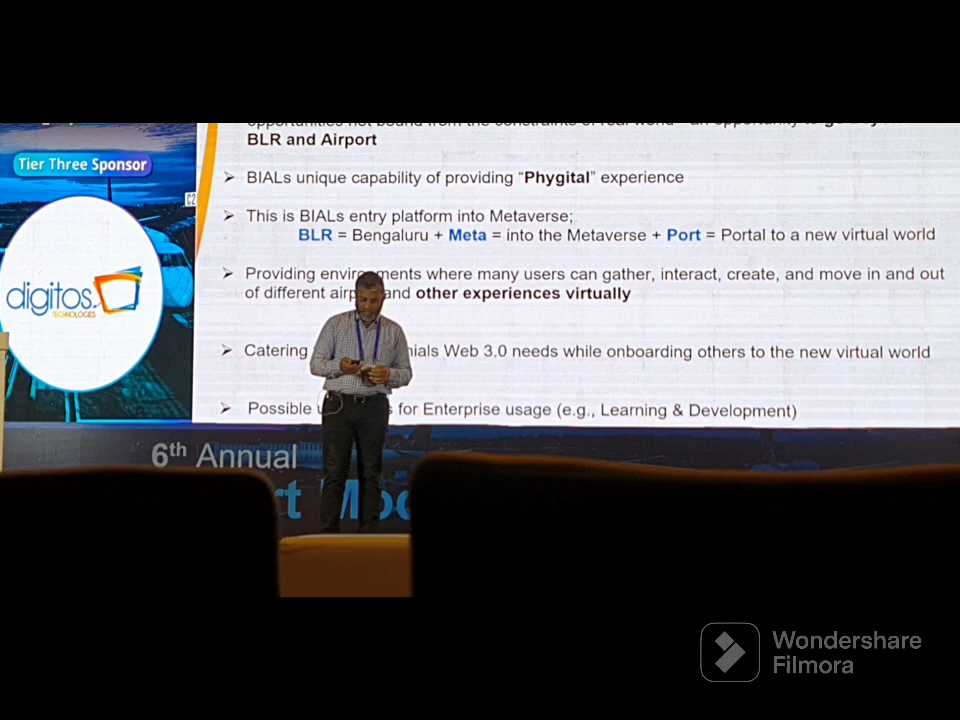 Tier Three Sponsor
digitos
TECHNOLOGIES
BLR and Airport
➢ BIALs unique capability of providing “Phygital” experience
➢ This is BIALs entry platform into Metaverse;
BLR = Bengaluru + Meta = into the Metaverse + Port = Portal to a new virtual world
➢ Providing environments where many users can gather, interact, create, and move in and out
of different and other experiences virtually
➢ Catering Web 3.0 needs while onboarding others to the new virtual world
➢ Possible for Enterprise usage (e.g., Learning & Development)
6th Annual
Wondershare
Filmora